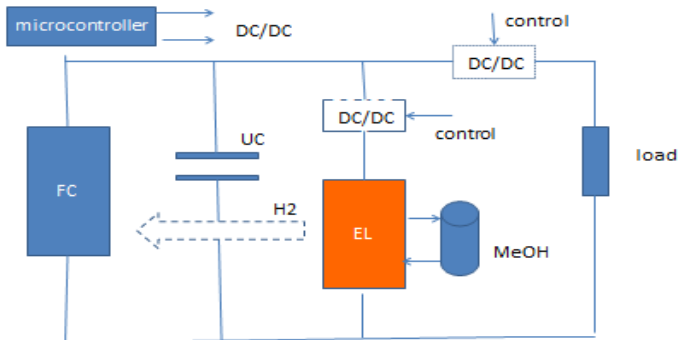 microcontroller
DC/DC
control
DC/DC
DC/DC
control
UC
load
FC
H2
EL
MeOH